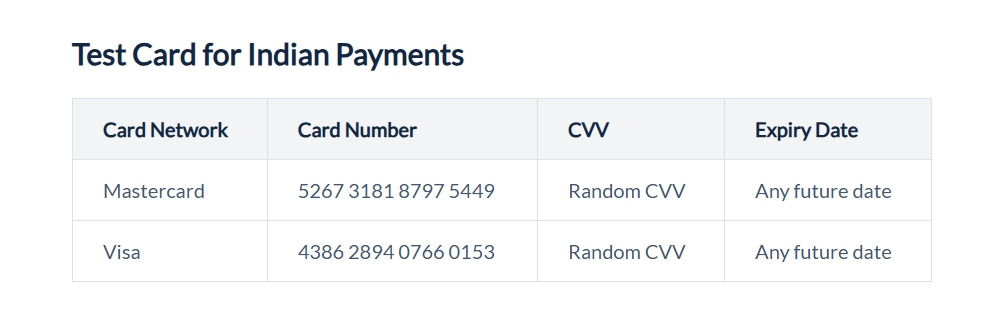 Test Card for Indian Payments
Card Network Card Number CVV Expiry Date
Mastercard 5267 3181 8797 5449 Random CVV Any future date
Visa 4386 2894 0766 0153 Random CVV Any future date